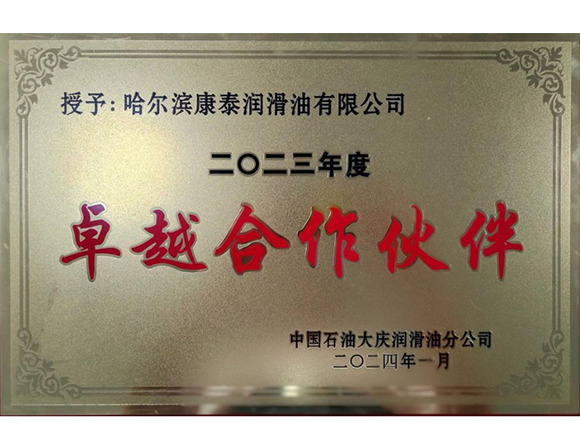 授予：哈尔滨康泰润滑油有限公司
二〇二三年度
卓越合作伙伴
中国石油大庆润滑油分公司
二〇二四年一月